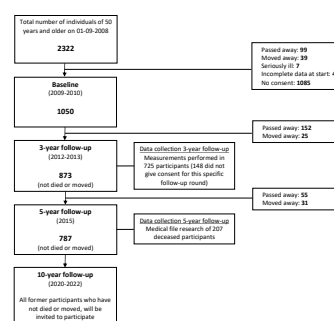 Total number of individuals of 50
years and older on 01-09-2008
2322
Passed away: 99
Moved away: 39
Seriously ill: 7
Incomplete data at start: 4
No consent: 1085
Baseline
(2009-2010)
1050
Passed away: 152
Moved away: 25
3-year follow-up
(2012-2013)
873
(not died or moved)
Data collection 3-year follow-up
Measurements performed in
725 participants (148 did not
give consent for this specific
follow-up round)
Passed away: 55
Moved away: 31
5-year follow-up
(2015)
787
(not died or moved)
Data collection 5-year follow-up
Medical file research of 207
deceased participants
10-year follow-up
(2020-2022)
All former participants who have
not died or moved, will be
invited to participate